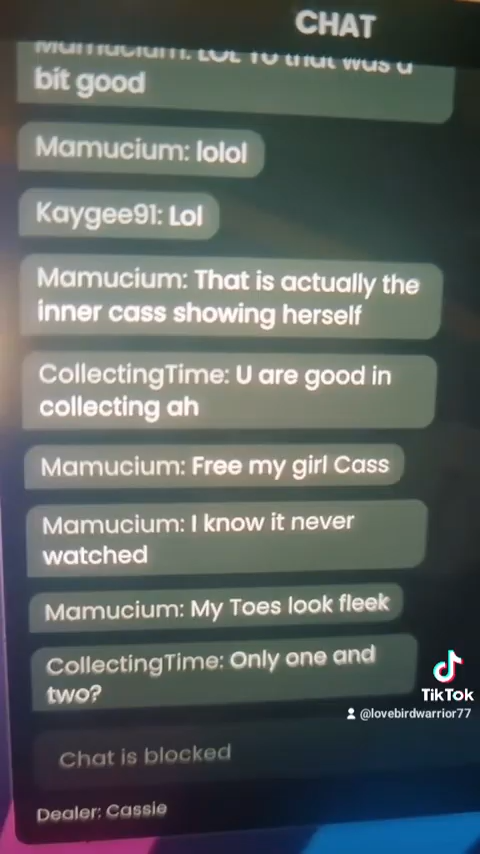 CHAT
Mamucium: LOL Yo that was a
bit good
Mamucium: lolol
Kaygee91: Lol
Mamucium: That is actually the
inner cass showing herself
CollectingTime: U are good in
collecting ah
Mamucium: Free my girl Cass
Mamucium: I know it never
watched
Mamucium: My Toes look fleek
CollectingTime: Only one and
two?
TikTok
@lovebirdwarrior77
Chat is blocked
Dealer: Cassie